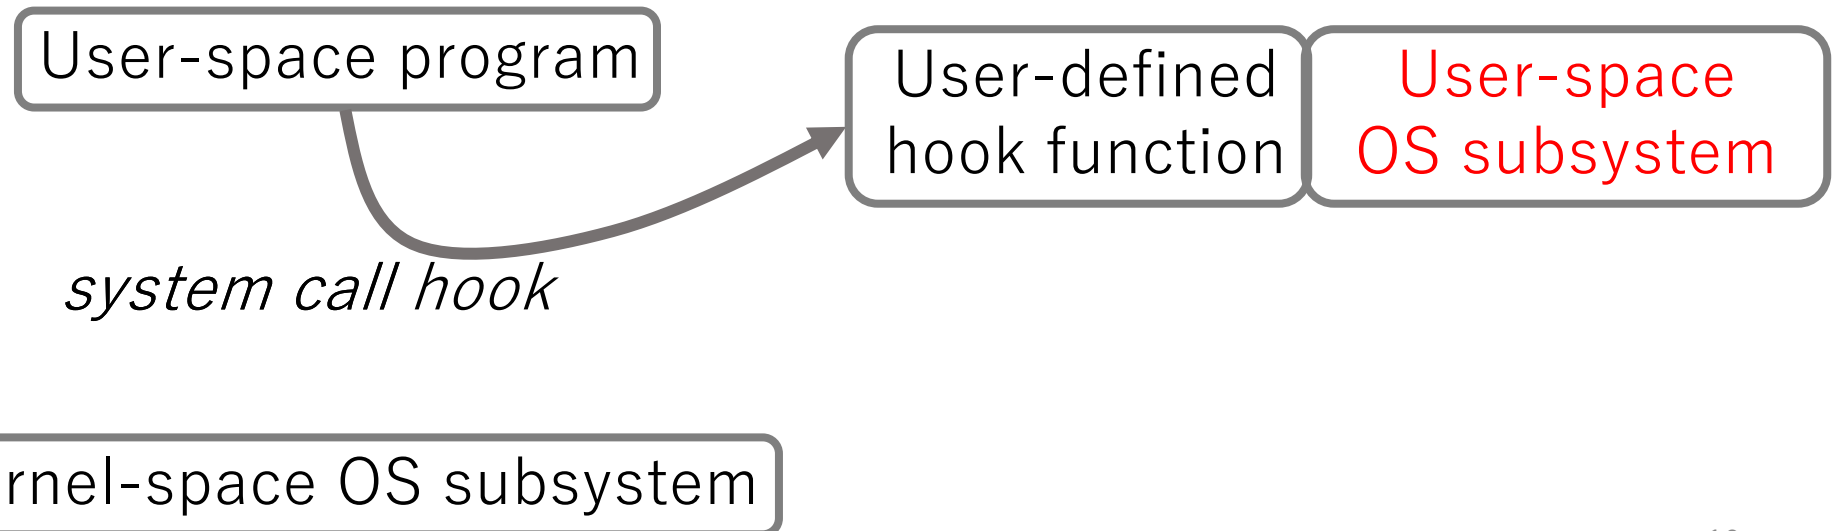 User-space program
User-defined
hook function
User-space
OS subsystem
system call hook
rnel-space OS subsystem